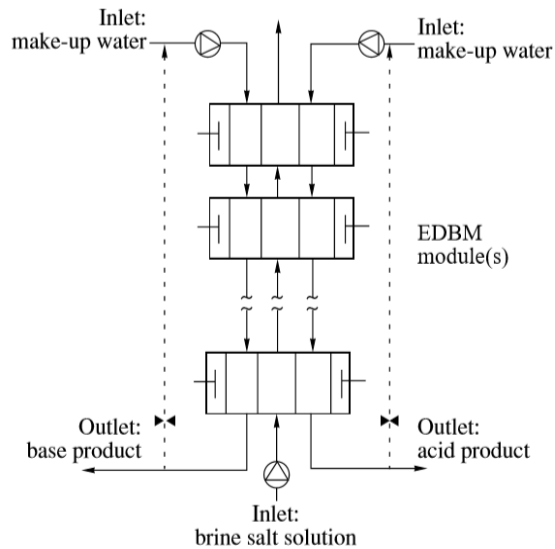 Inlet:
make-up water
Inlet:
make-up water
EDBM
module(s)
Outlet:
base product
Outlet:
acid product
Inlet:
brine salt solution